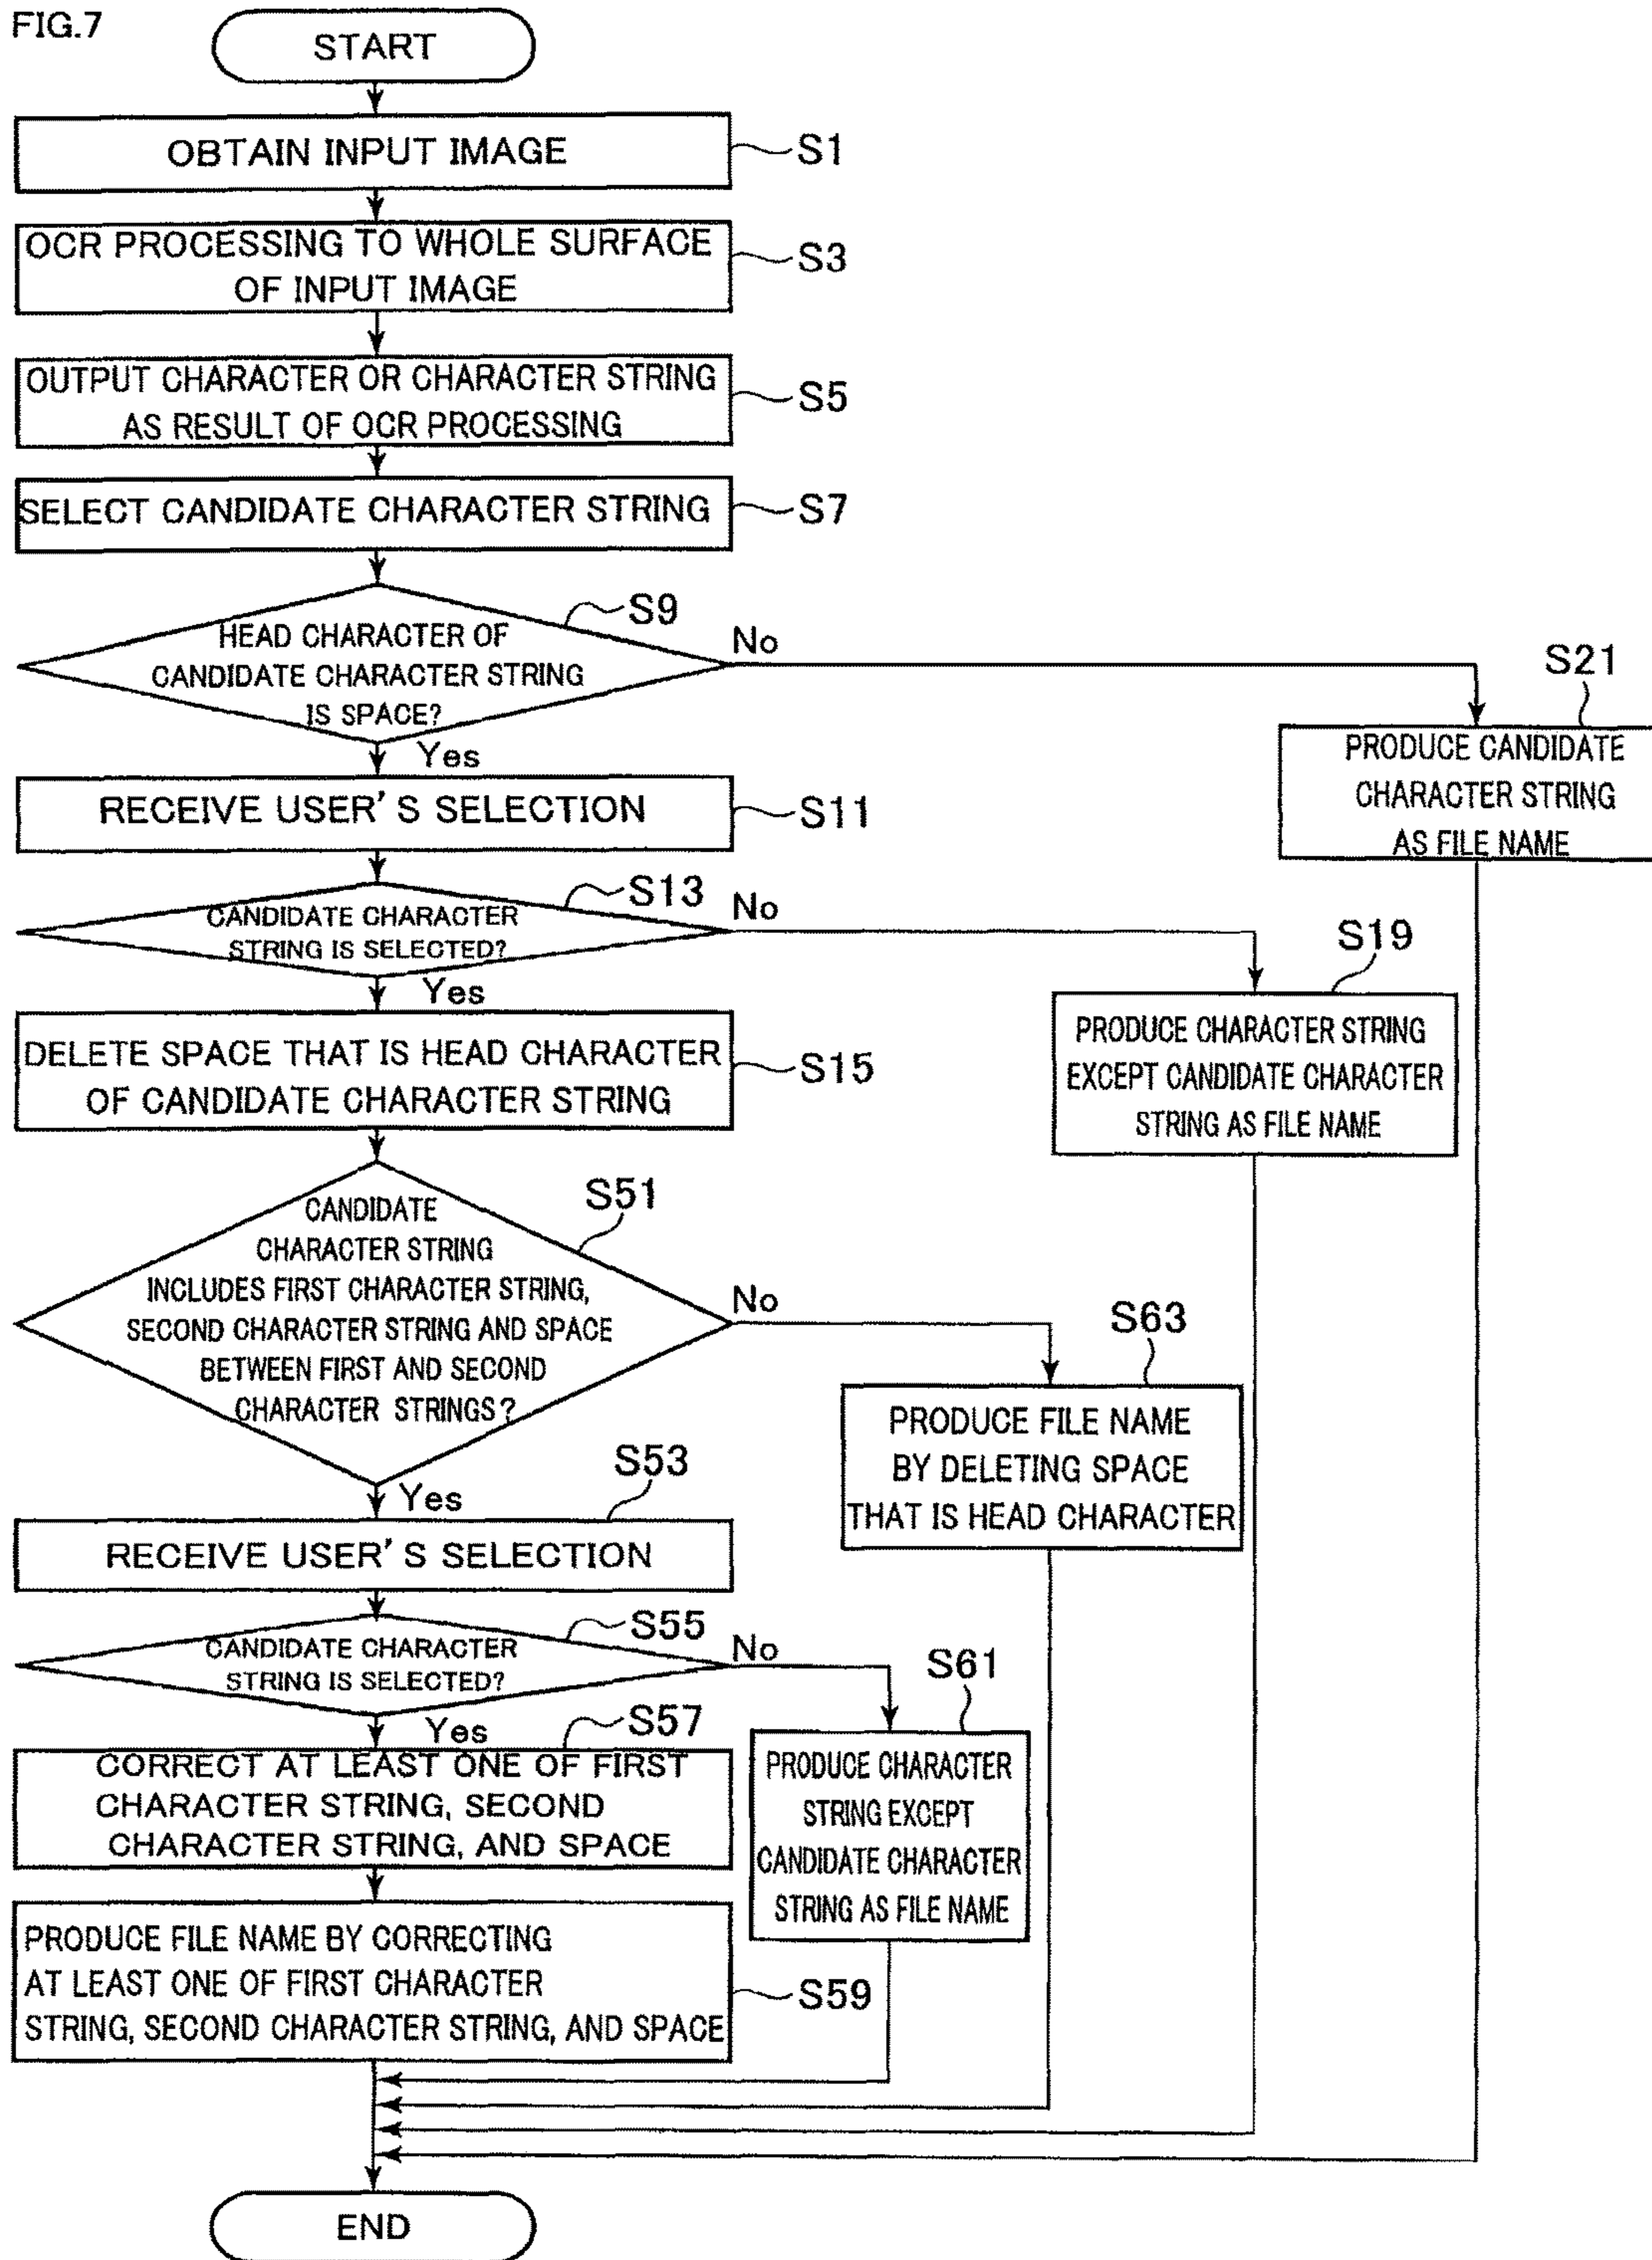 FIG.7
START
OBTAIN INPUT IMAGE
S1
OCR PROCESSING TO WHOLE SURFACE
OF INPUT IMAGE
S3
OUTPUT CHARACTER OR CHARACTER STRING
AS RESULT OF OCR PROCESSING
S5
SELECT CANDIDATE CHARACTER STRING
S7
S9
HEAD CHARACTER OF
CANDIDATE CHARACTER STRING
IS SPACE?
No
Yes
S21
PRODUCE CANDIDATE
CHARACTER STRING
AS FILE NAME
RECEIVE USER'S SELECTION
S11
S13
CANDIDATE CHARACTER
STRING IS SELECTED?
No
Yes
S19
PRODUCE CHARACTER STRING
EXCEPT CANDIDATE CHARACTER
STRING AS FILE NAME
DELETE SPACE THAT IS HEAD CHARACTER
OF CANDIDATE CHARACTER STRING
S15
S51
CANDIDATE
CHARACTER STRING
INCLUDES FIRST CHARACTER STRING,
SECOND CHARACTER STRING AND SPACE
BETWEEN FIRST AND SECOND
CHARACTER STRINGS?
No
Yes
S63
PRODUCE FILE NAME
BY DELETING SPACE
THAT IS HEAD CHARACTER
S53
RECEIVE USER'S SELECTION
S55
CANDIDATE CHARACTER
STRING IS SELECTED?
No
Yes
S61
PRODUCE CHARACTER
STRING EXCEPT
CANDIDATE CHARACTER
STRING AS FILE NAME
S57
CORRECT AT LEAST ONE OF FIRST
CHARACTER STRING, SECOND
CHARACTER STRING, AND SPACE
PRODUCE FILE NAME BY CORRECTING
AT LEAST ONE OF FIRST CHARACTER
STRING, SECOND CHARACTER STRING, AND SPACE
S59
END